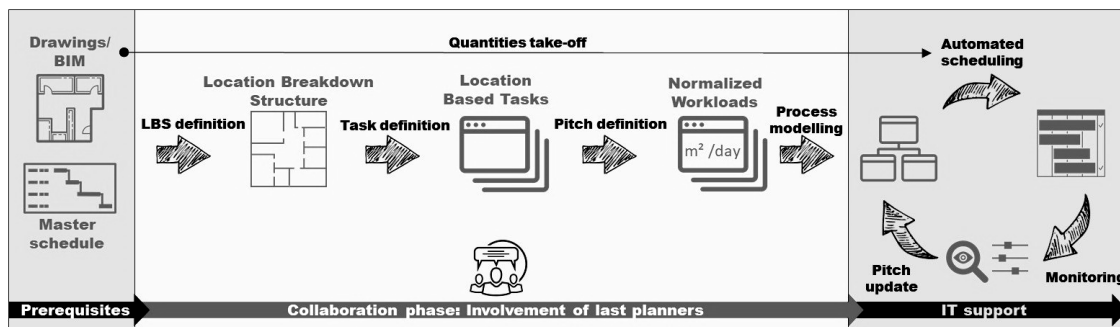 Drawings/
BIM
Quantities take-off
Automated
scheduling
Location Breakdown
Structure
Location
Based Tasks
Normalized
Workloads
LBS definition
Task definition
Pitch definition
Process
modelling
m² /day
Master
schedule
Pitch
update
Monitoring
Prerequisites
Collaboration phase: Involvement of last planners
IT support